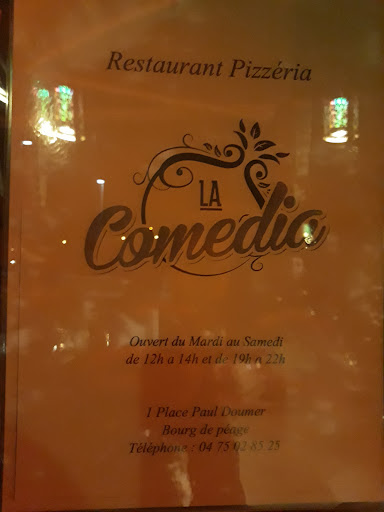 Restaurant Pizzéria
LA
Comedia
Ouvert du Mardi au Samedi
de 12h a 14h et de 19h a 22h
1 Place Paul Doumer
Bourg de péage
Téléphone : 04 75 02 85 25